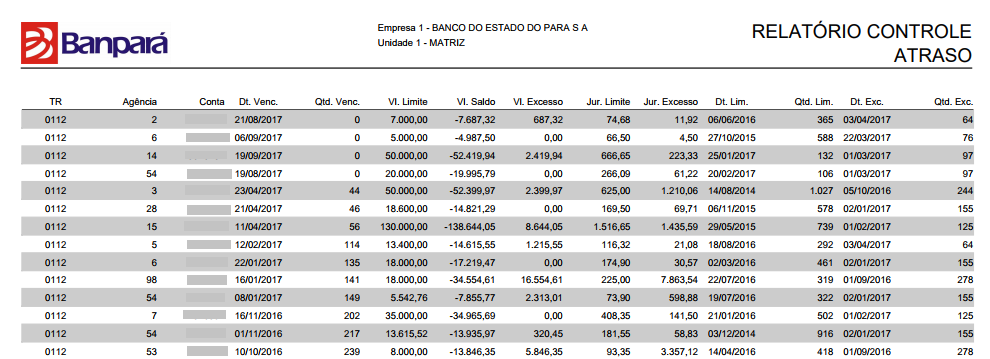 Banpará
Empresa 1 - BANCO DO ESTADO DO PARA S A
Unidade 1 - MATRIZ
RELATÓRIO CONTROLE
ATRASO
TR Agência Conta Dt. Venc. Qtd. Venc. Vl. Limite Vl. Saldo Vl. Excesso Jur. Limite Jur. Excesso Dt. Lim. Qtd. Lim. Dt. Exc. Qtd. Exc.
0112 2 21/08/2017 0 7.000,00 -7.687,32 687,32 74,68 11,92 06/06/2016 365 03/04/2017 64
0112 6 06/09/2017 0 5.000,00 -4.987,50 0,00 66,50 4,50 27/10/2015 588 22/03/2017 76
0112 14 19/09/2017 0 50.000,00 -52.419,94 2.419,94 666,65 223,33 25/01/2017 132 01/03/2017 97
0112 54 19/08/2017 0 20.000,00 -19.995,79 0,00 266,09 61,22 20/02/2017 106 01/03/2017 97
0112 3 23/04/2017 44 50.000,00 -52.399,97 2.399,97 625,00 1.210,06 14/08/2014 1.027 05/10/2016 244
0112 28 21/04/2017 46 18.600,00 -14.821,29 0,00 169,50 69,71 06/11/2015 578 02/01/2017 155
0112 15 11/04/2017 56 130.000,00 -138.644,05 8.644,05 1.516,65 1.435,59 29/05/2015 739 01/02/2017 125
0112 5 12/02/2017 114 13.400,00 -14.615,55 1.215,55 116,32 21,08 18/08/2016 292 03/04/2017 64
0112 6 22/01/2017 135 18.000,00 -17.219,47 0,00 174,90 30,57 02/03/2016 461 02/01/2017 155
0112 98 16/01/2017 141 18.000,00 -34.554,61 16.554,61 225,00 7.863,54 22/07/2016 319 01/09/2016 278
0112 54 08/01/2017 149 5.542,76 -7.855,77 2.313,01 73,90 598,88 19/07/2016 322 02/01/2017 155
0112 7 16/11/2016 202 35.000,00 -34.965,69 0,00 408,35 141,50 21/01/2016 502 01/02/2017 125
0112 54 01/11/2016 217 13.615,52 -13.935,97 320,45 181,55 58,83 03/12/2014 916 02/01/2017 155
0112 53 10/10/2016 239 8.000,00 -13.846,35 5.846,35 93,35 3.357,12 14/04/2016 418 01/09/2016 278